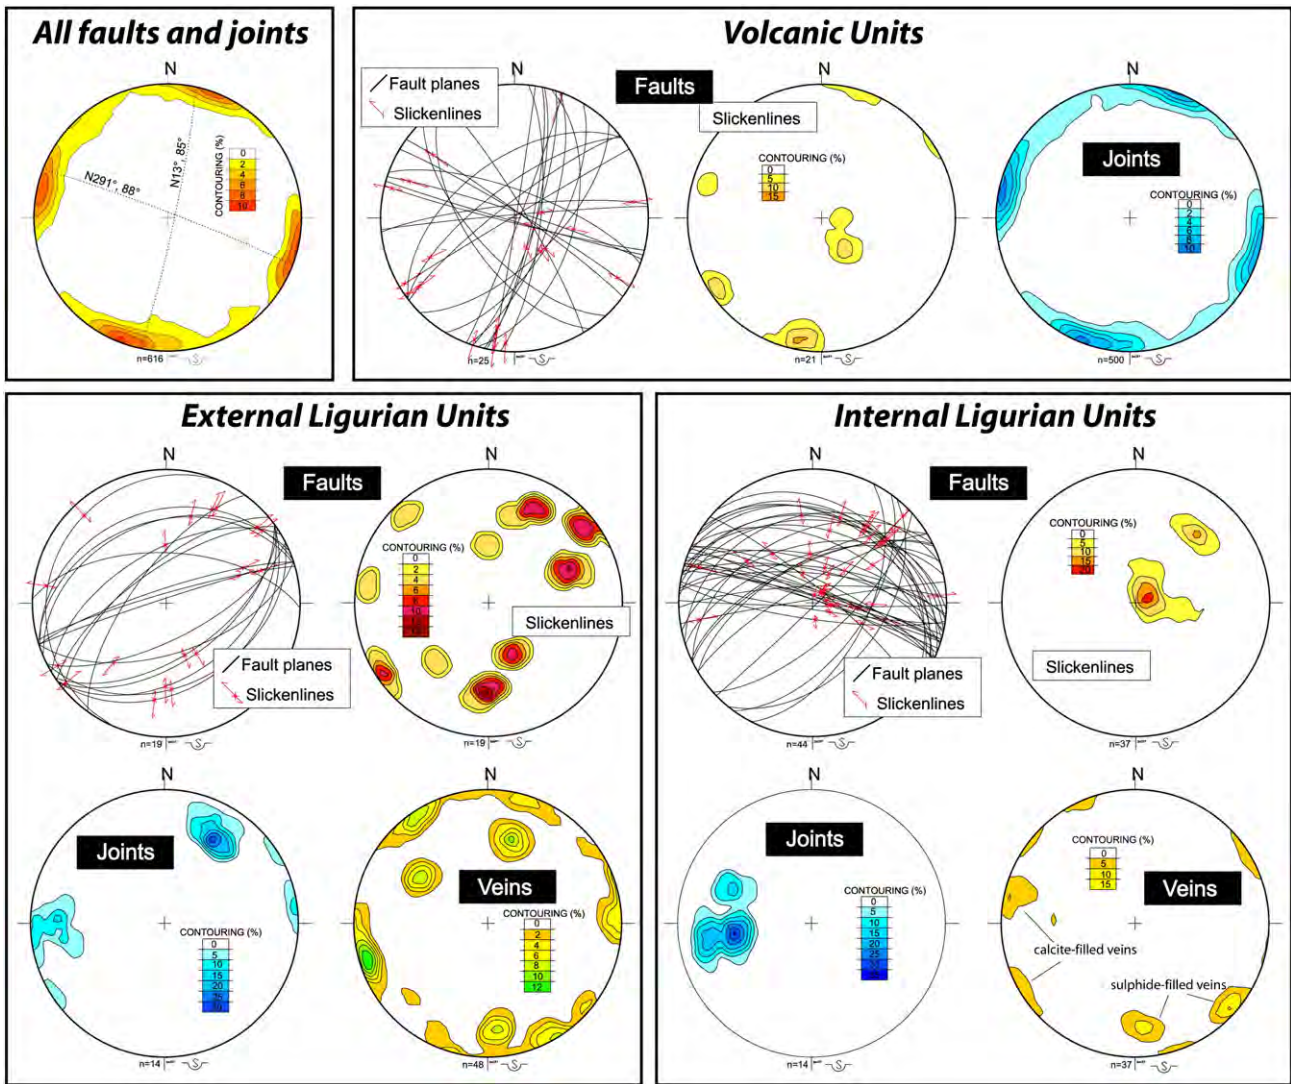 All faults and joints
N
N291°, 88°
N13°, 85°
CONTOURING (%)
0
2
4
6
8
10
n=616
S
Volcanic Units
N
Fault planes
Slickenlines
n=25
S
Faults
N
Slickenlines
CONTOURING (%)
0
5
10
15
n=21
S
N
Joints
CONTOURING (%)
0
2
4
6
8
10
n=500
S
External Ligurian Units
N
Faults
Fault planes
Slickenlines
n=19
S
N
CONTOURING (%)
0
2
4
6
8
10
Slickenlines
n=19
S
N
Joints
CONTOURING (%)
0
5
10
15
20
25
30
n=14
S
N
Veins
CONTOURING (%)
0
2
4
6
8
10
12
n=48
S
Internal Ligurian Units
N
Faults
Fault planes
Slickenlines
n=44
S
N
CONTOURING (%)
0
5
10
15
20
Slickenlines
n=37
S
N
Joints
CONTOURING (%)
0
5
10
15
20
25
n=14
S
N
CONTOURING (%)
0
5
10
15
Veins
calcite-filled veins
sulphide-filled veins
n=37
S